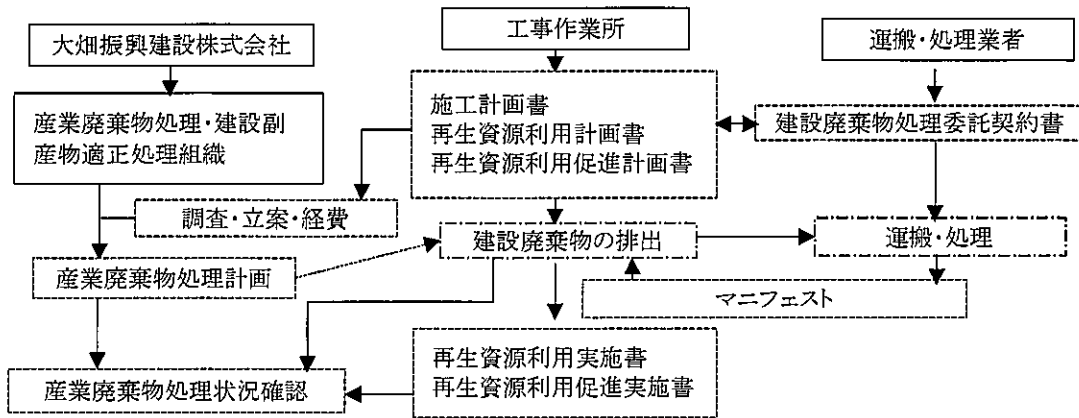 大畑振興建設株式会社
工事作業所
運搬・処理業者
産業廃棄物処理・建設副
産物適正処理組織
施工計画書
再生資源利用計画書
再生資源利用促進計画書
建設廃棄物処理委託契約書
調査・立案・経費
建設廃棄物の排出
運搬・処理
産業廃棄物処理計画
マニフェスト
再生資源利用実施書
再生資源利用促進実施書
産業廃棄物処理状況確認